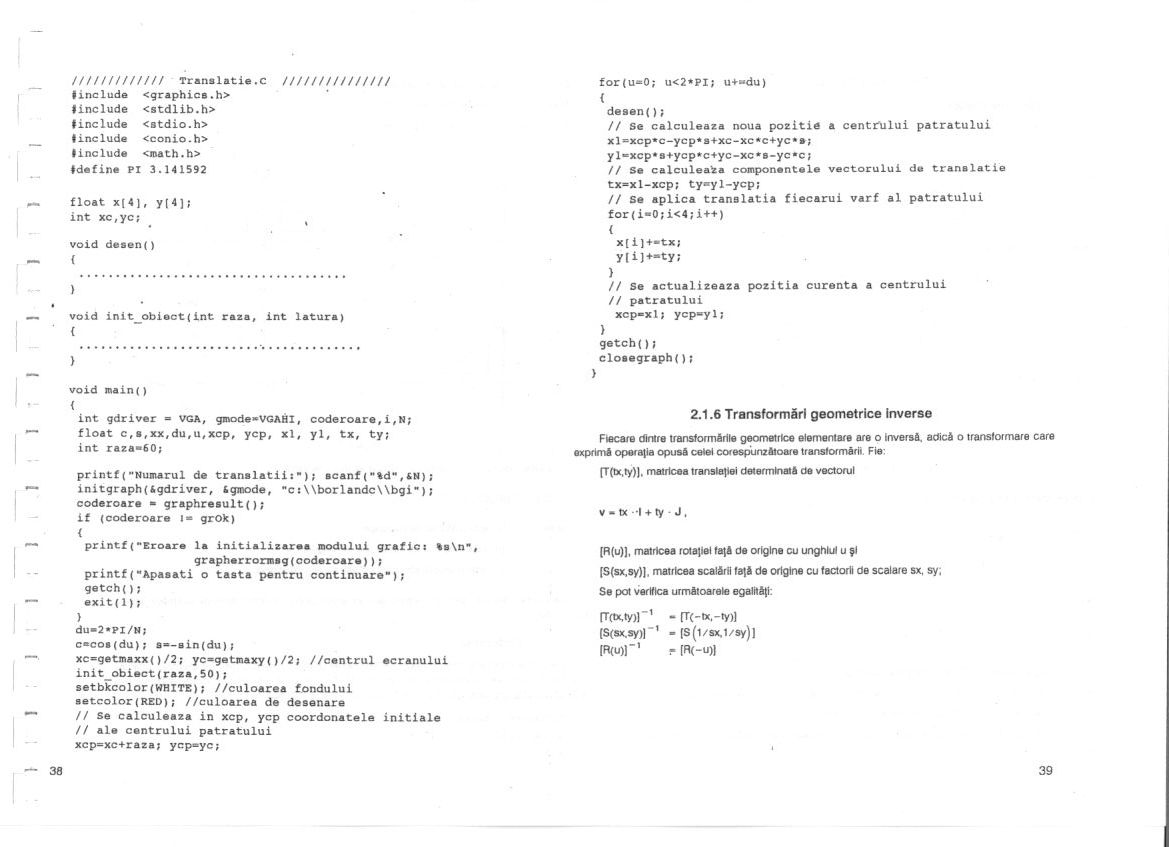 ///////////// Translatie.c ///////////////
#include <graphics.h>
#include <stdlib.h>
#include <stdio.h>
#include <conio.h>
#include <math.h>
#define PI 3.141592
float x[4], y[4];
int xc,yc;
void desen()
{
.....................................
}
void init_obiect(int raza, int latura)
{
.......................................
}
void main()
{
int gdriver = VGA, gmode=VGAHI, coderoare,i,N;
float c,s,xx,du,u,xcp, ycp, x1, y1, tx, ty;
int raza=60;
printf("Numarul de translatii:"); scanf("%d",&N);
initgraph(&gdriver, &gmode, "c:\\borlandc\\bgi");
coderoare = graphresult();
if (coderoare != grOk)
{
printf("Eroare la initializarea modului grafic: %s\n",
grapherrormsg(coderoare));
printf("Apasati o tasta pentru continuare");
getch();
exit(1);
}
du=2*PI/N;
c=cos(du); s=-sin(du);
xc=getmaxx()/2; yc=getmaxy()/2; //centrul ecranului
init_obiect(raza,50);
setbkcolor(WHITE); //culoarea fondului
setcolor(RED); //culoarea de desenare
// Se calculeaza in xcp, ycp coordonatele initiale
// ale centrului patratului
xcp=xc+raza; ycp=yc;
38
for(u=0; u<2*PI; u+=du)
{
desen();
// Se calculeaza noua pozitie a centrului patratului
x1=xcp*c-ycp*s+xc-xc*c+yc*s;
y1=xcp*s+ycp*c+yc-xc*s-yc*c;
// Se calculeaza componentele vectorului de translatie
tx=x1-xcp; ty=y1-ycp;
// Se aplica translatia fiecarui varf al patratului
for(i=0;i<4;i++)
{
x[i]+=tx;
y[i]+=ty;
}
// Se actualizeaza pozitia curenta a centrului
// patratului
xcp=x1; ycp=y1;
}
getch();
closegraph();
}
2.1.6 Transformări geometrice inverse
Fiecare dintre transformările geometrice elementare are o inversă, adică o transformare care
exprimă operaţia opusă celei corespunzătoare transformării. Fie:
[T(tx,ty)], matricea translaţiei determinată de vectorul
v = tx · I + ty · J ,
[R(u)], matricea rotaţiei faţă de origine cu unghiul u şi
[S(sx,sy)], matricea scalării faţă de origine cu factorii de scalare sx, sy;
Se pot verifica următoarele egalităţi:
[T(tx,ty)]⁻¹ = [T(−tx,−ty)]
[S(sx,sy)]⁻¹ = [S(1/sx,1/sy)]
[R(u)]⁻¹ = [R(−u)]
39